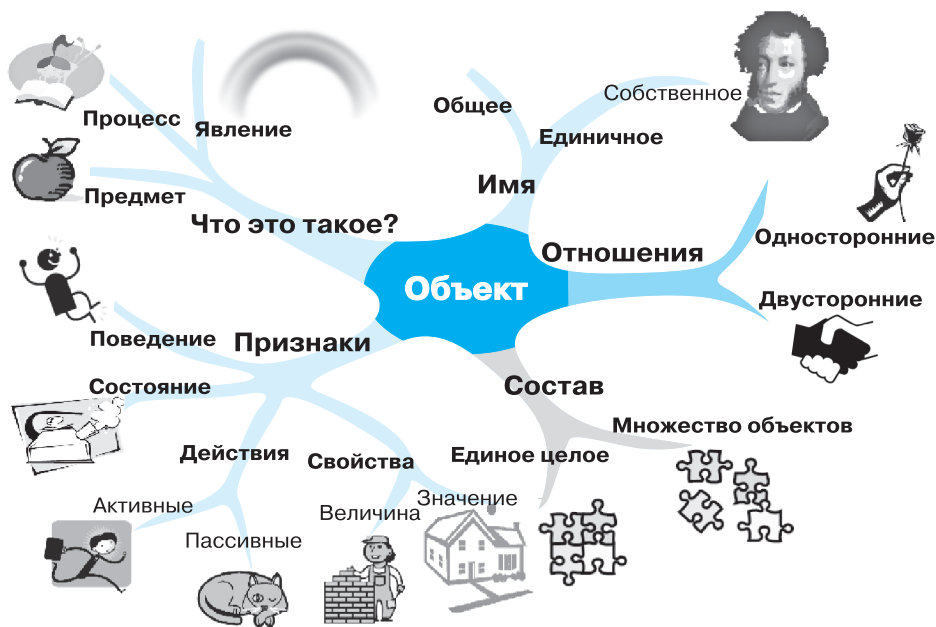 Процесс
Явление
Предмет
Что это такое?
Общее
Собственное
Единичное
Имя
Отношения
Односторонние
Двусторонние
Объект
Поведение
Признаки
Состояние
Состав
Множество объектов
Действия
Свойства
Единое целое
Активные
Величина
Значение
Пассивные